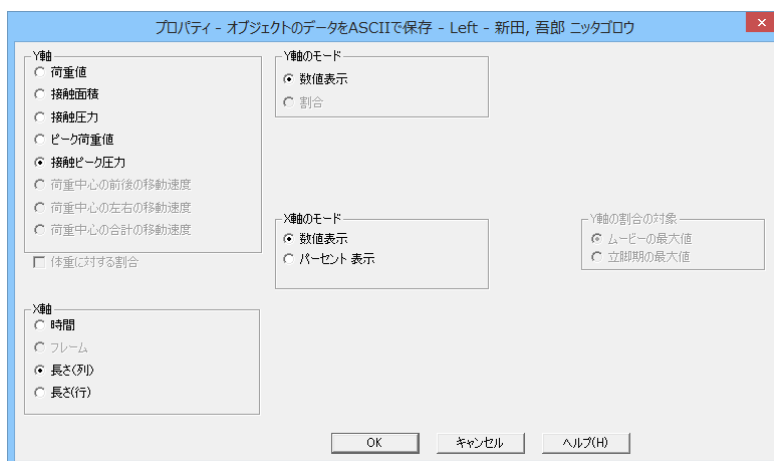 プロパティ - オブジェクトのデータをASCIIで保存 - Left - 新田, 吾郎 ニッタゴロウ
Y軸
荷重値
接触面積
接触圧力
ピーク荷重値
接触ピーク圧力
荷重中心の前後の移動速度
荷重中心の左右の移動速度
荷重中心の合計の移動速度
体重に対する割合
Y軸のモード
数値表示
割合
X軸のモード
数値表示
パーセント 表示
Y軸の割合の対象
ムービーの最大値
立脚期の最大値
X軸
時間
フレーム
長さ(列)
長さ(行)
OK
キャンセル
ヘルプ(H)